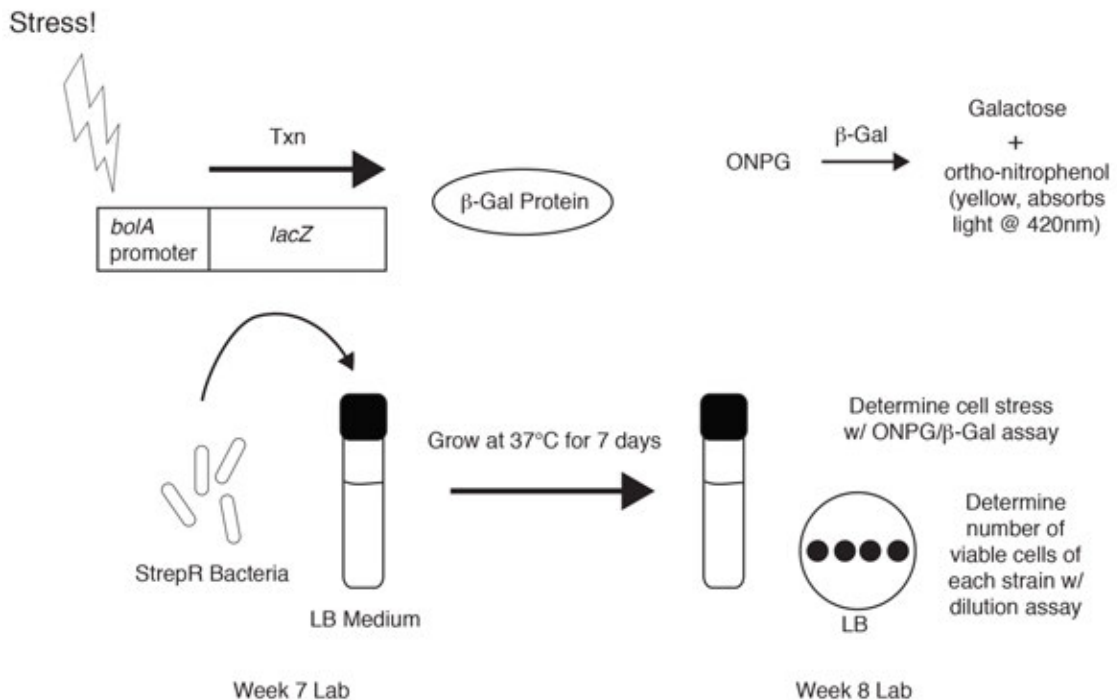 Stress!
Txn
bolA
promoter
lacZ
β-Gal Protein
ONPG
β-Gal
Galactose
+
ortho-nitrophenol
(yellow, absorbs
light @ 420nm)
StrepR Bacteria
LB Medium
Grow at 37°C for 7 days
Determine cell stress
w/ ONPG/β-Gal assay
LB
Determine
number of
viable cells of
each strain w/
dilution assay
Week 7 Lab
Week 8 Lab